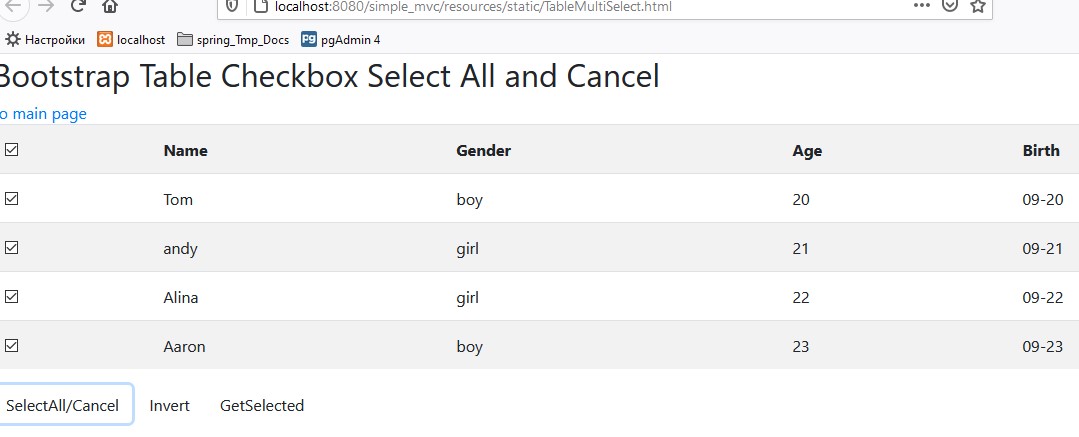 localhost:8080/simple_mvc/resources/static/TableMultiSelect.html
Настройки localhost spring_Tmp_Docs pgAdmin 4
Bootstrap Table Checkbox Select All and Cancel
o main page
Name Gender Age Birth
Tom boy 20 09-20
andy girl 21 09-21
Alina girl 22 09-22
Aaron boy 23 09-23
SelectAll/Cancel Invert GetSelected